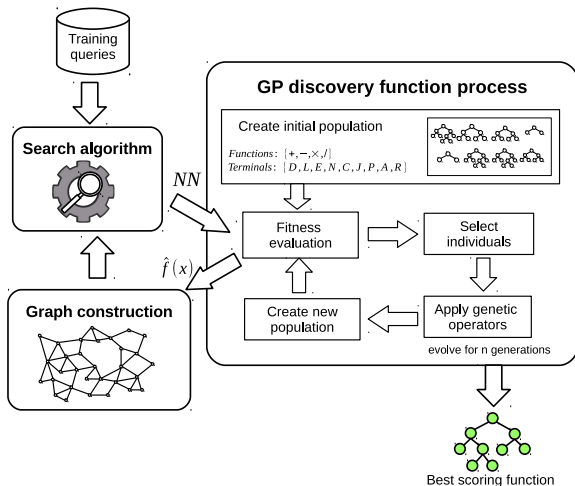 Training
queries
GP discovery function process
Create initial population
Functions: [+,−,×,/]
Terminals: [D, L, E, N, C, J, P, A, R]
Search algorithm
NN
Fitness
evaluation
Select
individuals
f̂(x)
Graph construction
Create new
population
Apply genetic
operators
evolve for n generations
Best scoring function